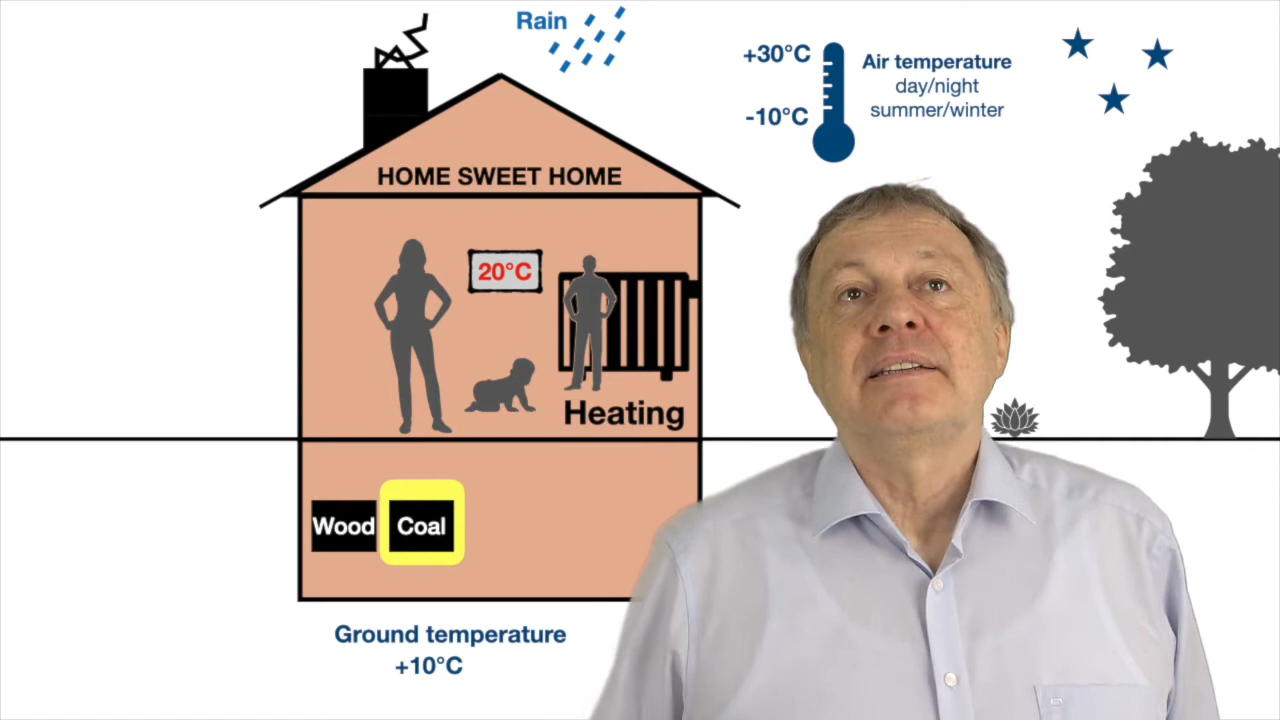 Rain
+30°C
-10°C
Air temperature
day/night
summer/winter
HOME SWEET HOME
20°C
Heating
Wood
Coal
Ground temperature
+10°C